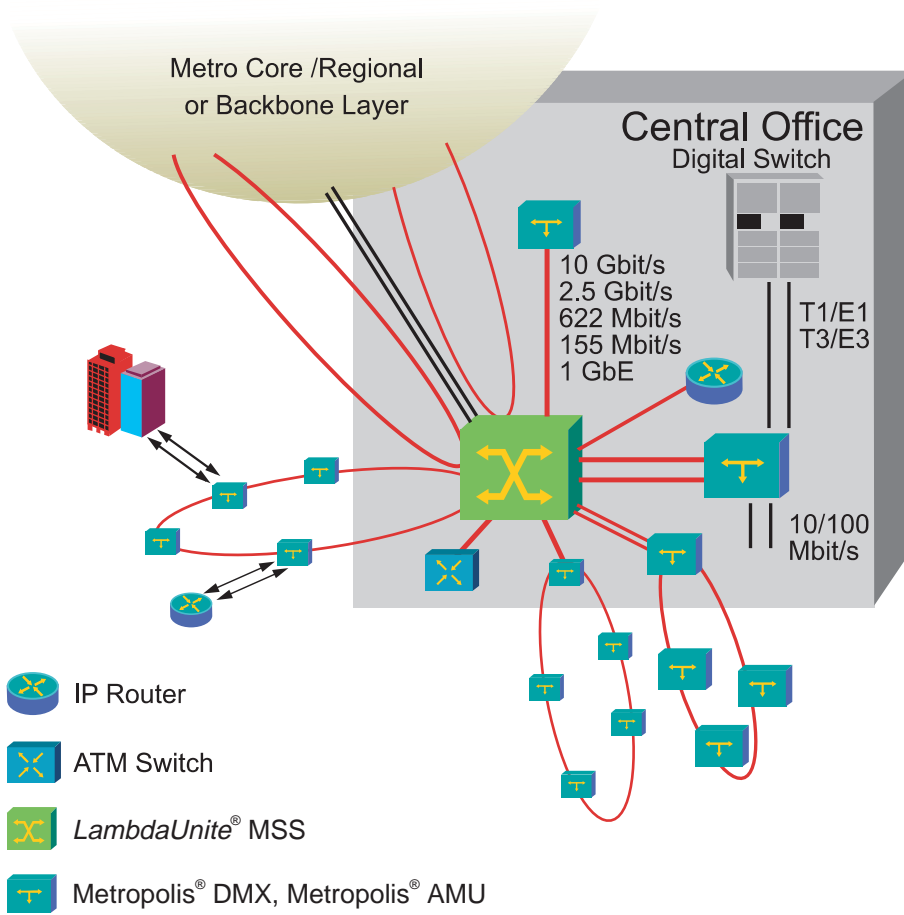 Metro Core /Regional
or Backbone Layer
Central Office
Digital Switch
10 Gbit/s
2.5 Gbit/s
622 Mbit/s
155 Mbit/s
1 GbE
T1/E1
T3/E3
10/100
Mbit/s
IP Router
ATM Switch
LambdaUnite® MSS
Metropolis® DMX, Metropolis® AMU